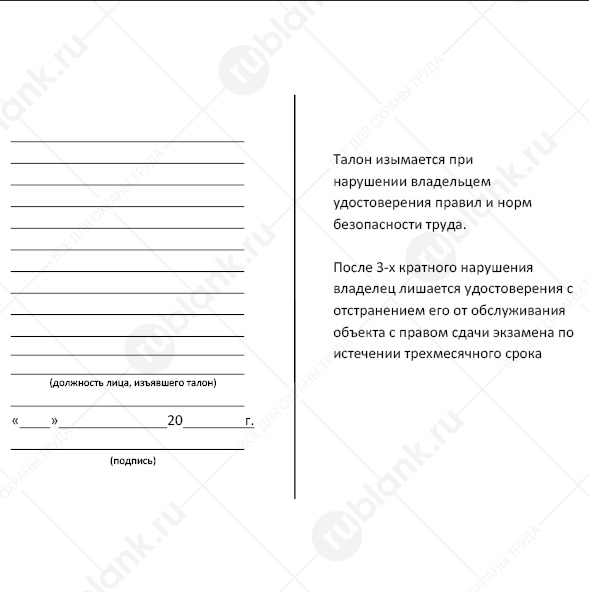 (должность лица, изъявшего талон)
«____»________________20_________г.
(подпись)
Талон изымается при
нарушении владельцем
удостоверения правил и норм
безопасности труда.
После 3-х кратного нарушения
владелец лишается удостоверения с
отстранением его от обслуживания
объекта с правом сдачи экзамена по
истечении трехмесячного срока
rublank.ru
ВСЕ ДЛЯ ОХРАНЫ ТРУДА